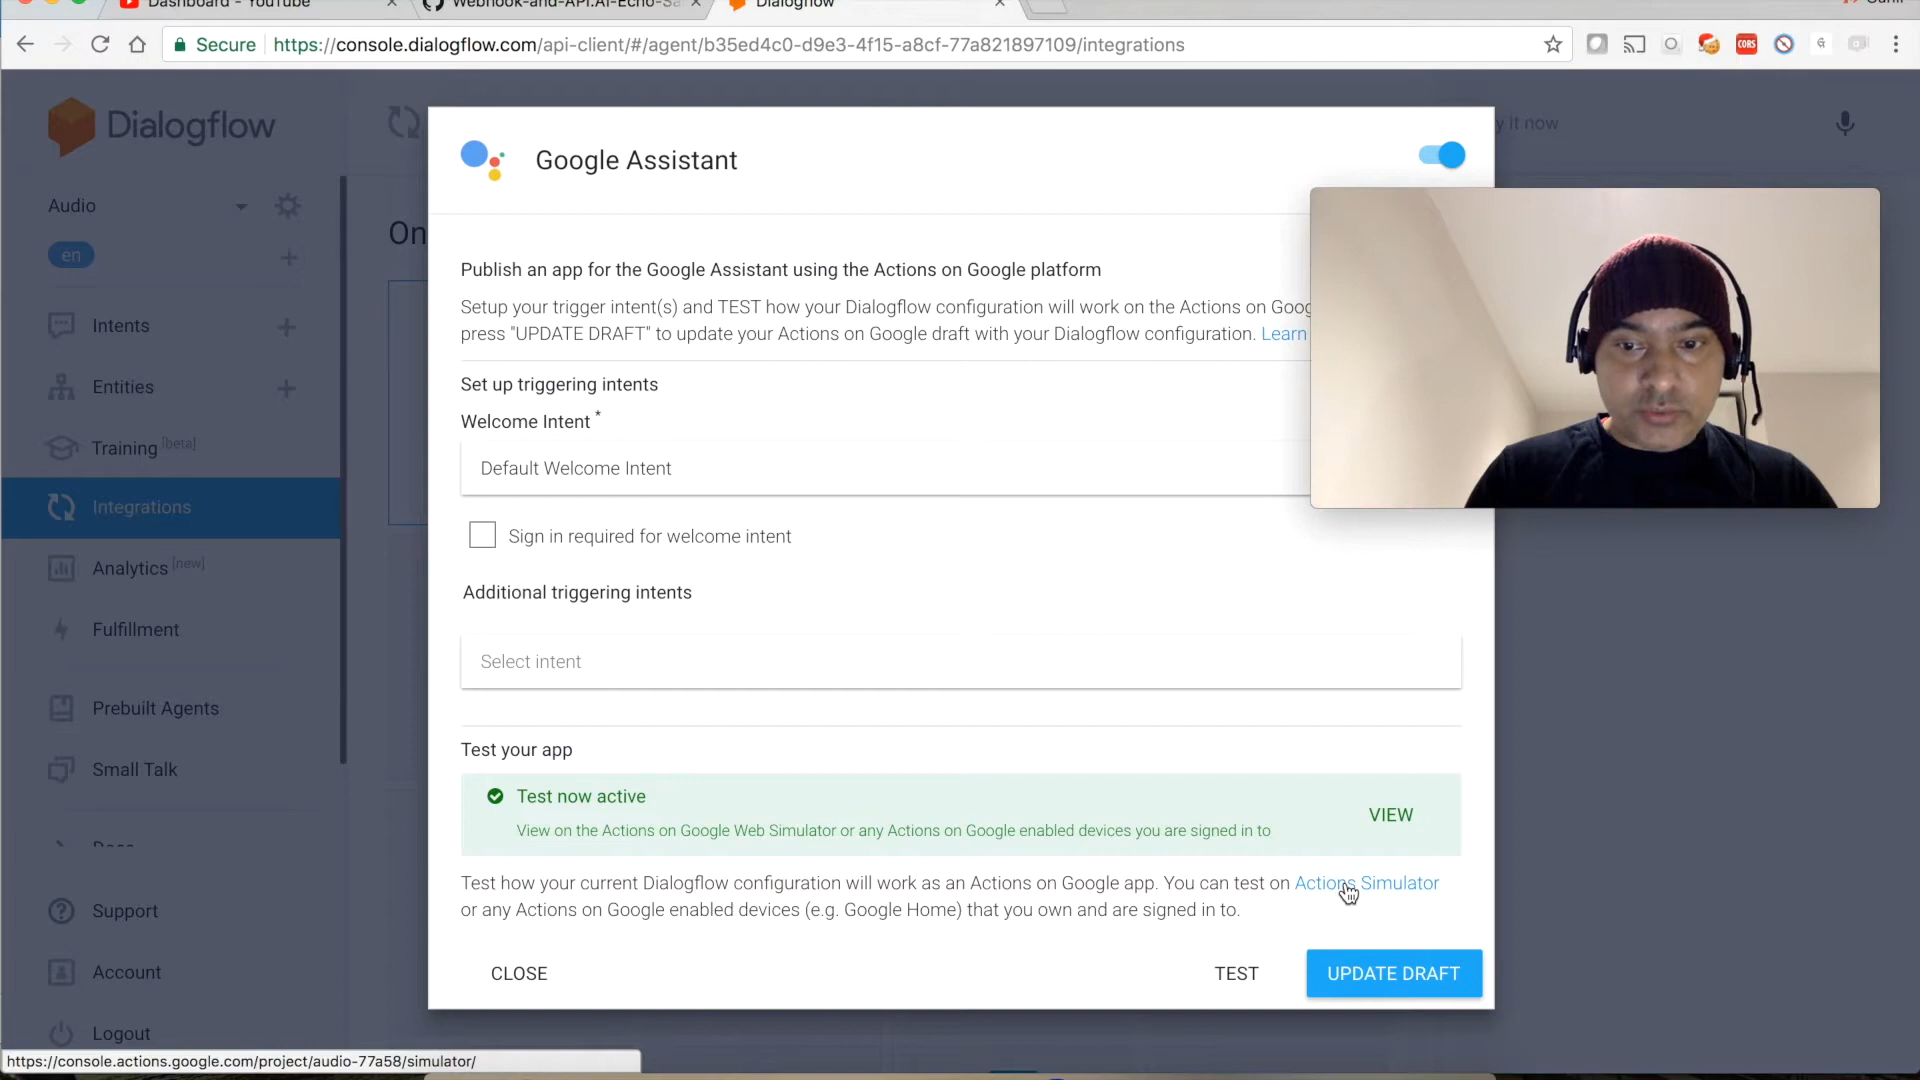 Dashboard - YouTube
Webhook-and-API.AI-Echo-Sa
Dialogflow
Secure
https://console.dialogflow.com/api-client/#/agent/b35ed4c0-d9e3-4f15-a8cf-77a821897109/integrations
CORS
Dialogflow
y it now
Google Assistant
Audio
en
On
Publish an app for the Google Assistant using the Actions on Google platform
Setup your trigger intent(s) and TEST how your Dialogflow configuration will work on the Actions on Goog
press "UPDATE DRAFT" to update your Actions on Google draft with your Dialogflow configuration. Learn
Intents
Entities
Training [beta]
Integrations
Analytics [new]
Fulfillment
Prebuilt Agents
Small Talk
Docs
Support
Account
Logout
Set up triggering intents
Welcome Intent *
Default Welcome Intent
Sign in required for welcome intent
Additional triggering intents
Select intent
Test your app
Test now active
View on the Actions on Google Web Simulator or any Actions on Google enabled devices you are signed in to
VIEW
Test how your current Dialogflow configuration will work as an Actions on Google app. You can test on Actions Simulator
or any Actions on Google enabled devices (e.g. Google Home) that you own and are signed in to.
CLOSE
TEST
UPDATE DRAFT
https://console.actions.google.com/project/audio-77a58/simulator/